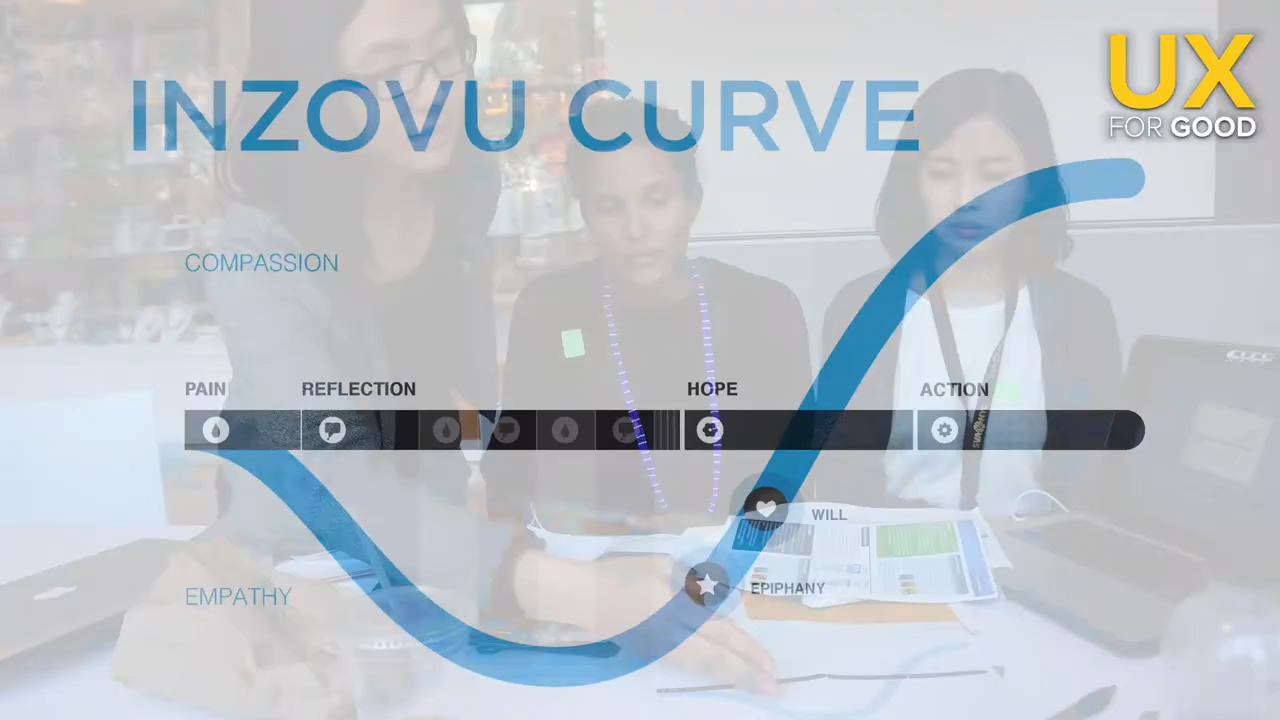 INZOVU CURVE
UX
FOR GOOD
COMPASSION
PAIN
REFLECTION
HOPE
ACTION
WILL
EPIPHANY
EMPATHY